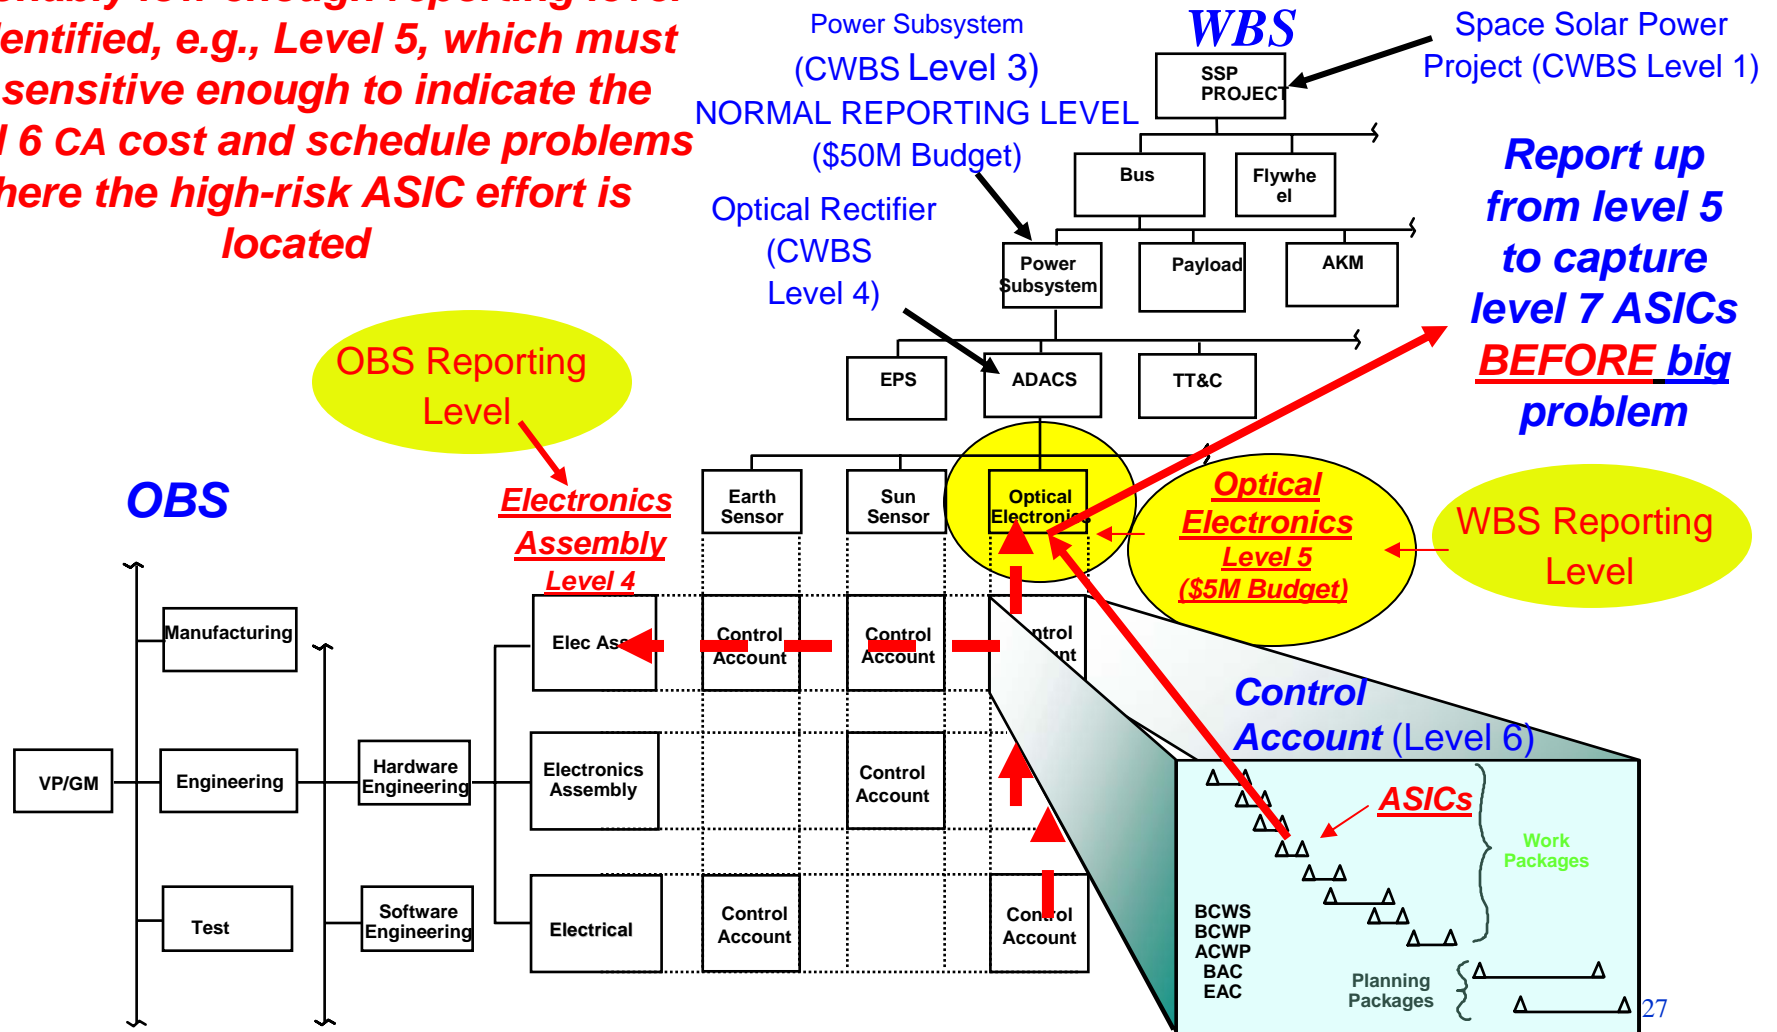 sensitive enough to indicate the
6 CA cost and schedule problems
the high-risk ASIC effort is
located
enough reporting level
e.g., Level 5, which must
Power Subsystem
(CWBS Level 3)
NORMAL REPORTING LEVEL
($50M Budget)
Optical Rectifier
(CWBS
Level 4)
WBS
Space Solar Power
Project (CWBS Level 1)
SSP
PROJECT
Bus
Flywhe
el
Power
Subsystem
Payload
AKM
EPS
ADACS
TT&C
Report up
from level 5
to capture
level 7 ASICs
BEFORE big
problem
OBS Reporting
Level
OBS
Electronics
Assembly
Level 4
Earth
Sensor
Sun
Sensor
Optical
Electronics
Optical
Electronics
Level 5
($5M Budget)
WBS Reporting
Level
VP/GM
Manufacturing
Engineering
Test
Hardware
Engineering
Software
Engineering
Elec Ass
Electronics
Assembly
Electrical
Control
Account
Control
Account
Control
Account
Control
Account
Control
Account
Control
Account (Level 6)
ASICs
Work
Packages
BCWS
BCWP
ACWP
BAC
EAC
Planning
Packages
27